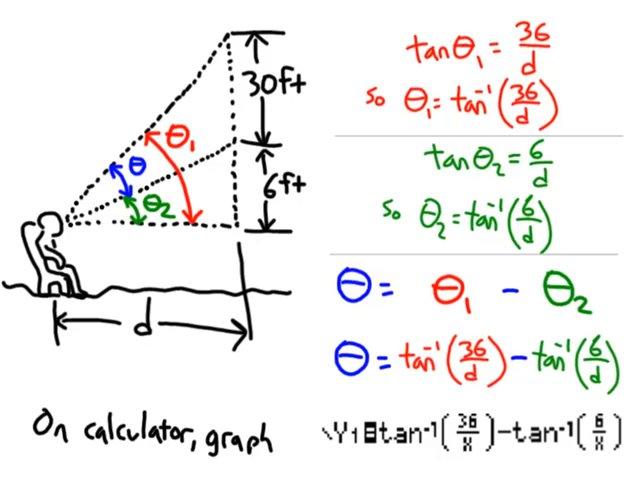 30ft
6ft
θ₁
θ
θ₂
d
tanθ₁ = 36/d
so θ₁ = tan⁻¹(36/d)
tanθ₂ = 6/d
so θ₂ = tan⁻¹(6/d)
θ = θ₁ - θ₂
θ = tan⁻¹(36/d) - tan⁻¹(6/d)
On calculator, graph \Y₁=tan⁻¹(36/X)-tan⁻¹(6/X)